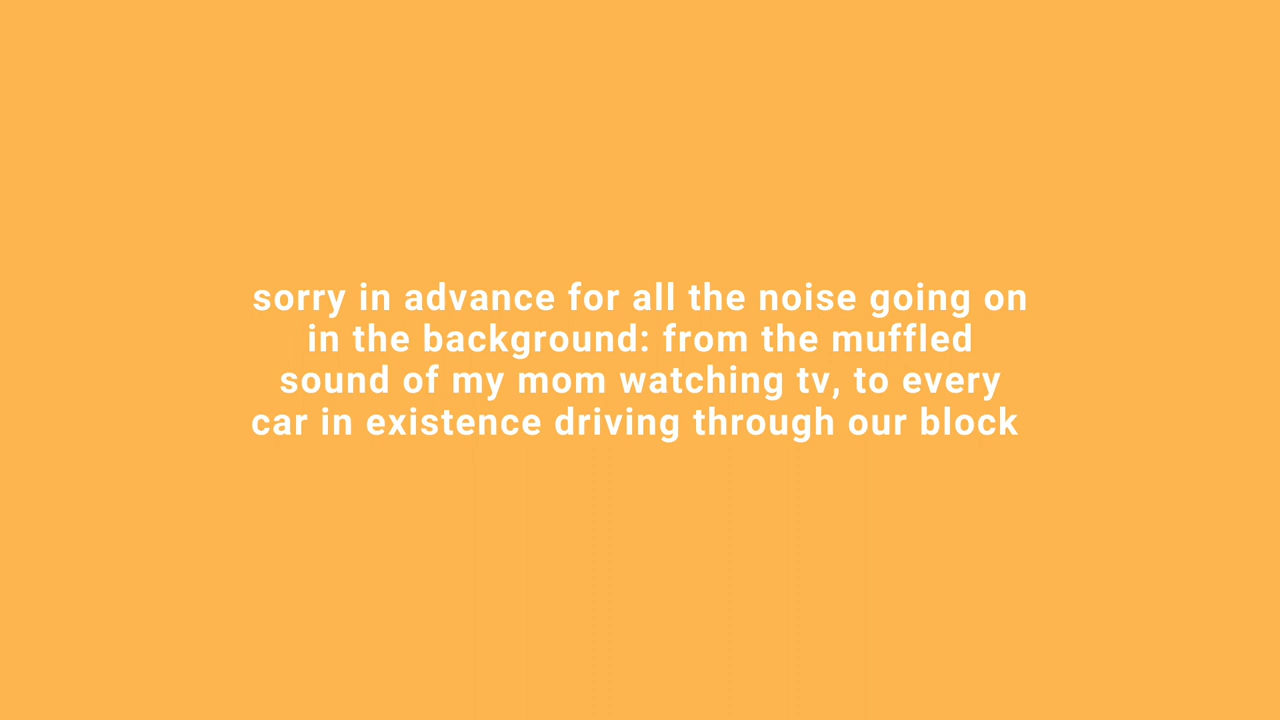 sorry in advance for all the noise going on
in the background: from the muffled
sound of my mom watching tv, to every
car in existence driving through our block